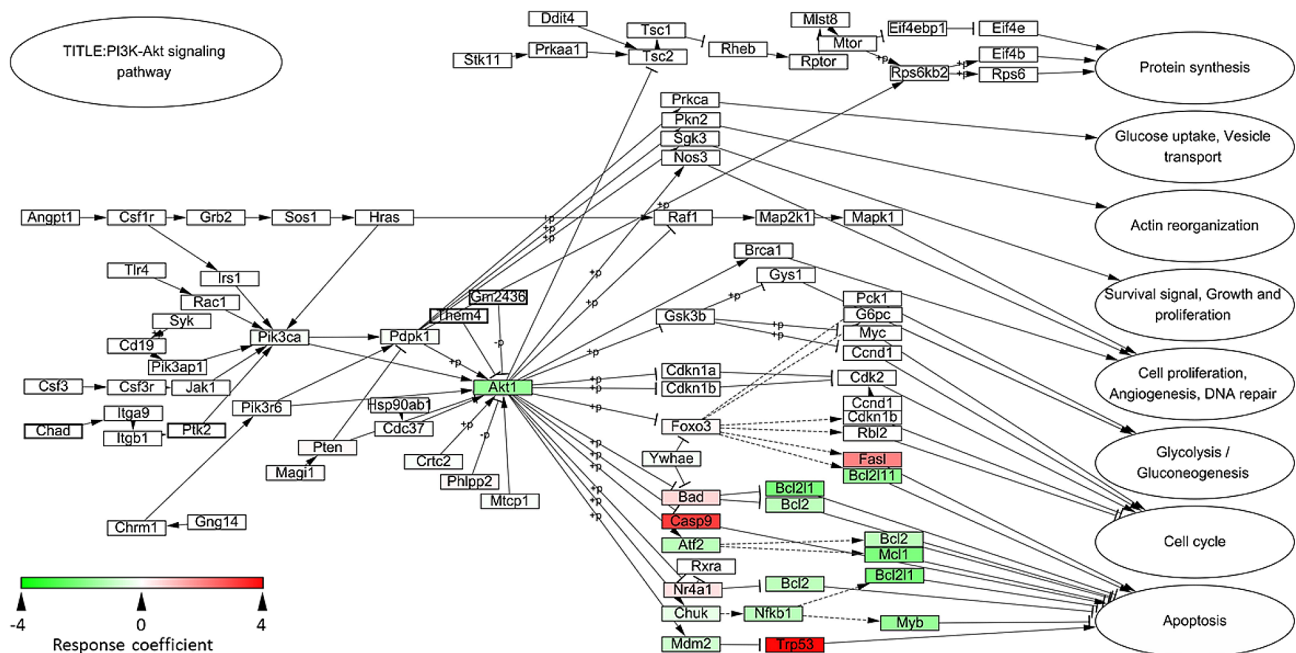 TITLE:PI3K-Akt signaling
pathway
Ddit4
Tsc1
Mlst8
Eif4ebp1
Eif4e
Stk11
Prkaa1
Tsc2
Rheb
Mtor
Rptor
+p
Rps6kb2
+p
+p
Eif4b
Rps6
Protein synthesis
Prkca
Pkn2
Sgk3
Nos3
Glucose uptake, Vesicle
transport
Angpt1
Csf1r
Grb2
Sos1
Hras
+p
+p
+p
+p
+p
Raf1
Map2k1
Mapk1
Actin reorganization
Tlr4
Irs1
Rac1
Syk
Cd19
Pik3ap1
Pik3ca
Pdpk1
Them4
Gm2436
-p
+p
+p
+p
Brca1
Gys1
+p
Gsk3b
+p
+p
Pck1
G6pc
Myc
Ccnd1
Survival signal, Growth and
proliferation
Csf3
Csf3r
Jak1
Akt1
+p
+p
+p
+p
Cdkn1a
Cdkn1b
Cdk2
Ccnd1
Cdkn1b
Rbl2
Cell proliferation,
Angiogenesis, DNA repair
Chad
Itga9
Itgb1
Ptk2
Pik3r6
Hsp90ab1
Cdc37
Pten
Magi1
Crtc2
+p
-p
Phlpp2
Mtcp1
Foxo3
Ywhae
Fasl
Bcl2l11
Glycolysis /
Gluconeogenesis
+p
+p
+p
+p
+p
+p
Chrm1
Gng14
Bad
Bcl2l1
Bcl2
Casp9
Atf2
Bcl2
Mcl1
Cell cycle
Rxra
Nr4a1
Bcl2
Bcl2l1
Chuk
Nfkb1
Myb
Mdm2
Trp53
Apoptosis
-4
0
4
Response coefficient